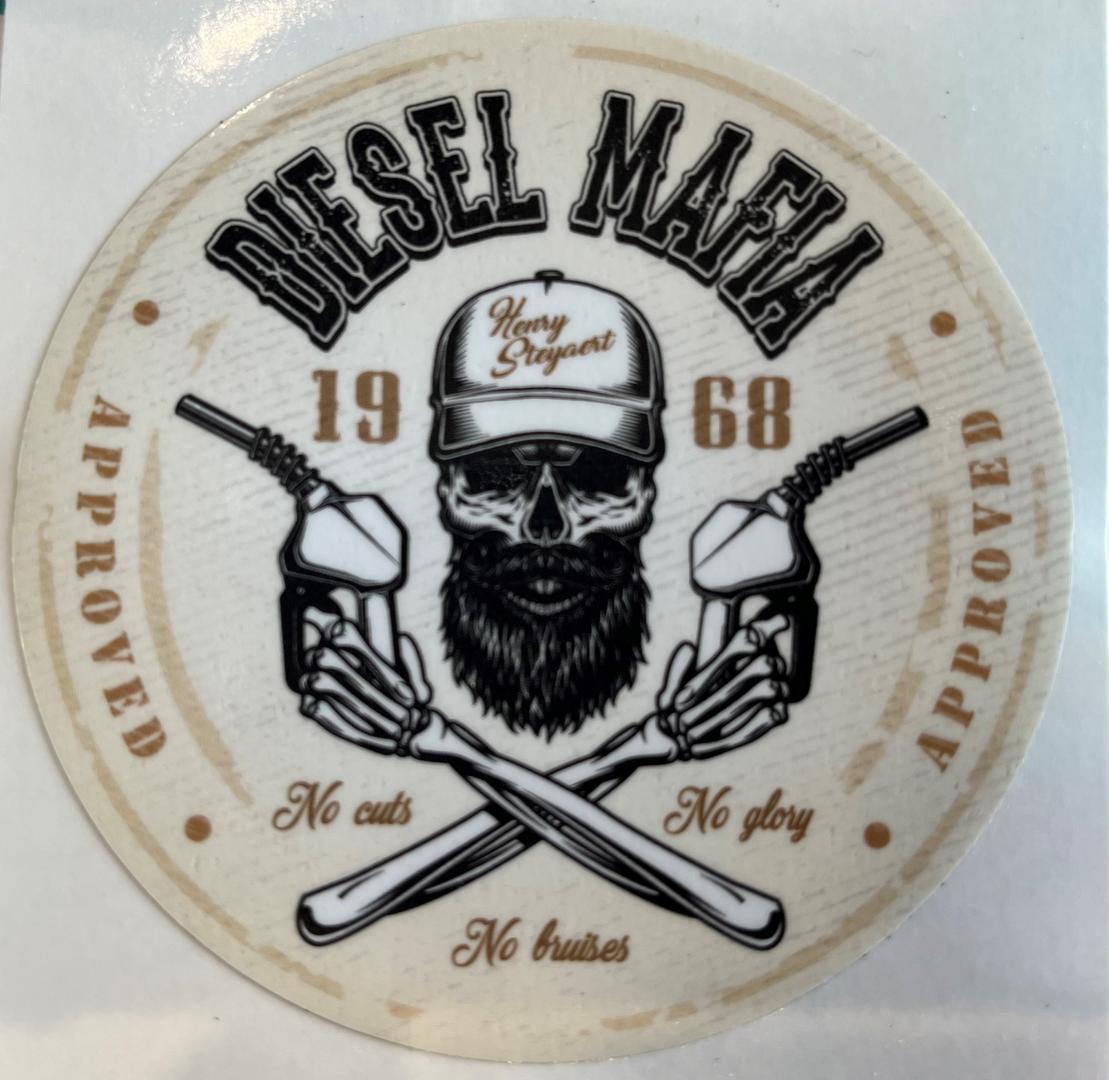 DIESEL MAFIA
Henry
Steyaert
19 68
APPROVED
APPROVED
No cuts
No glory
No bruises